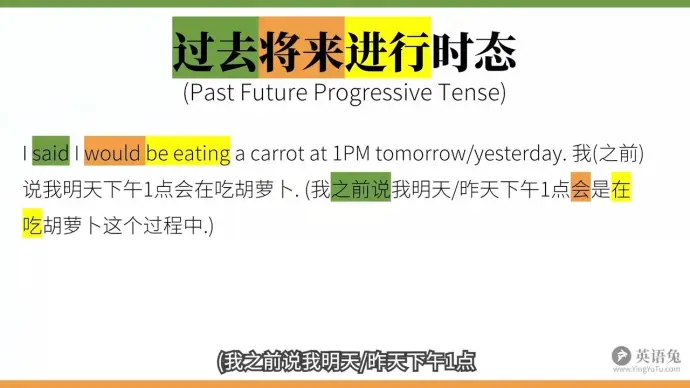 过去将来进行时态
(Past Future Progressive Tense)
I said I would be eating a carrot at 1PM tomorrow/yesterday. 我(之前)
说我明天下午1点会在吃胡萝卜. (我之前说我明天/昨天下午1点会是在
吃胡萝卜这个过程中.)
(我之前说我明天/昨天下午1点
英语兔
www.YingYuTu.com